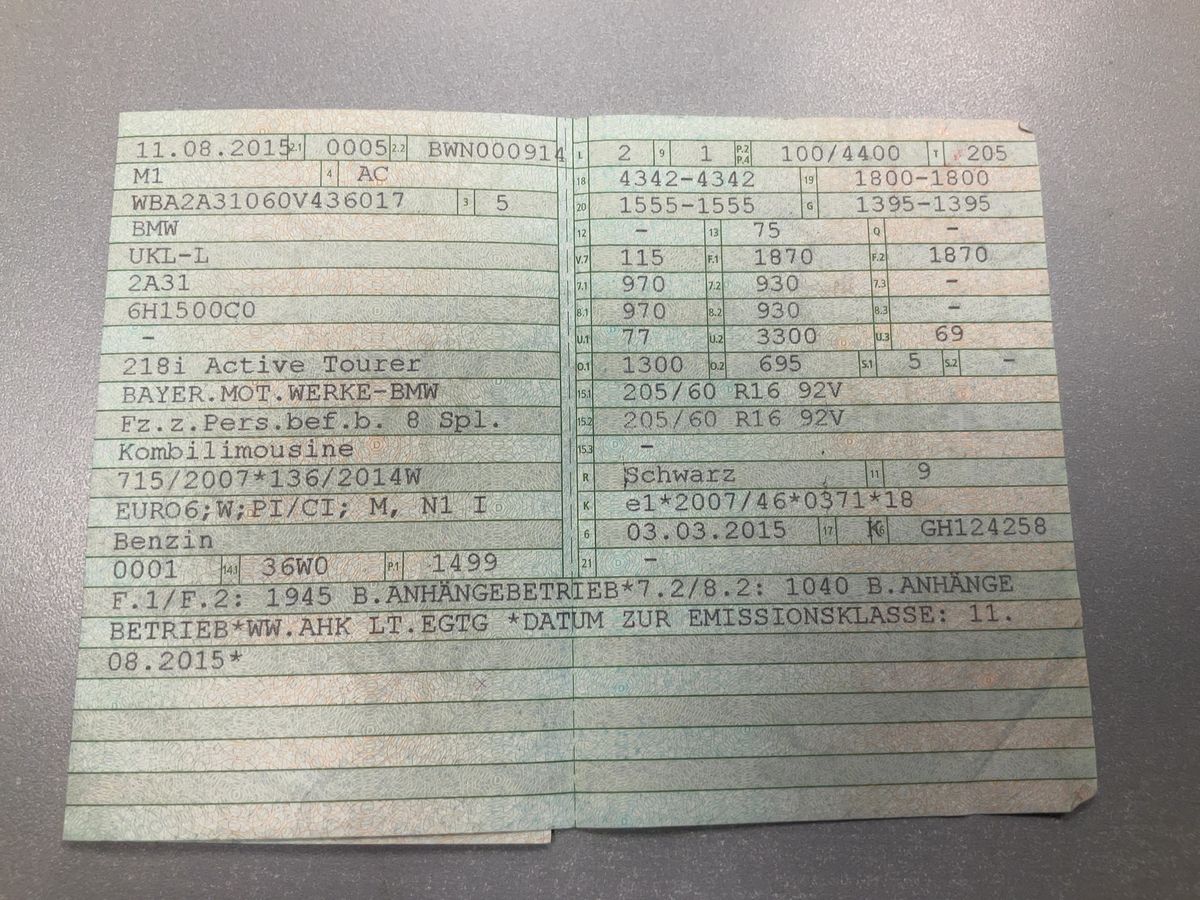 11.08.2015 2.1 0005 2.2 BWN000914
M1 4 AC
WBA2A31060V436017 3 5
BMW
UKL-L
2A31
6H1500C0
–
218i Active Tourer
BAYER.MOT.WERKE-BMW
Fz.z.Pers.bef.b. 8 Spl.
Kombilimousine
715/2007*136/2014W
EURO6;W;PI/CI; M, N1 I
Benzin
0001 14.1 36W0 P.1 1499
L 2 9 1 P.2 P.4 100/4400 T 205
18 4342-4342 19 1800-1800
20 1555-1555 G 1395-1395
12 – 13 75 Q –
V.7 115 F.1 1870 F.2 1870
7.1 970 7.2 930 7.3 –
8.1 970 8.2 930 8.3 –
U.1 77 U.2 3300 U.3 69
O.1 1300 O.2 695 S.1 5 S.2 –
15.1 205/60 R16 92V
15.2 205/60 R16 92V
15.3 –
R Schwarz 11 9
K e1*2007/46*0371*18
6 03.03.2015 17 K 16 GH124258
21 –
F.1/F.2: 1945 B.ANHÄNGEBETRIEB*7.2/8.2: 1040 B.ANHÄNGE
BETRIEB*WW.AHK LT.EGTG *DATUM ZUR EMISSIONSKLASSE: 11.
08.2015*